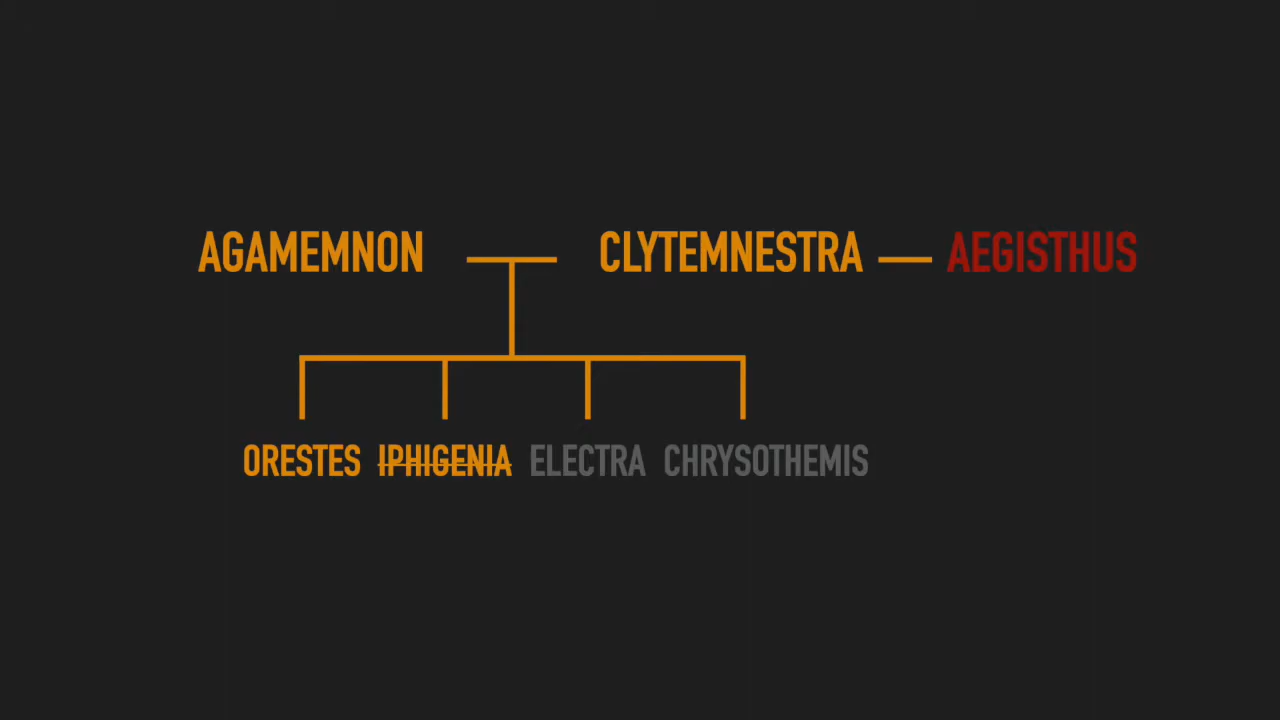 AGAMEMNON CLYTEMNESTRA AEGISTHUS
ORESTES IPHIGENIA ELECTRA CHRYSOTHEMIS